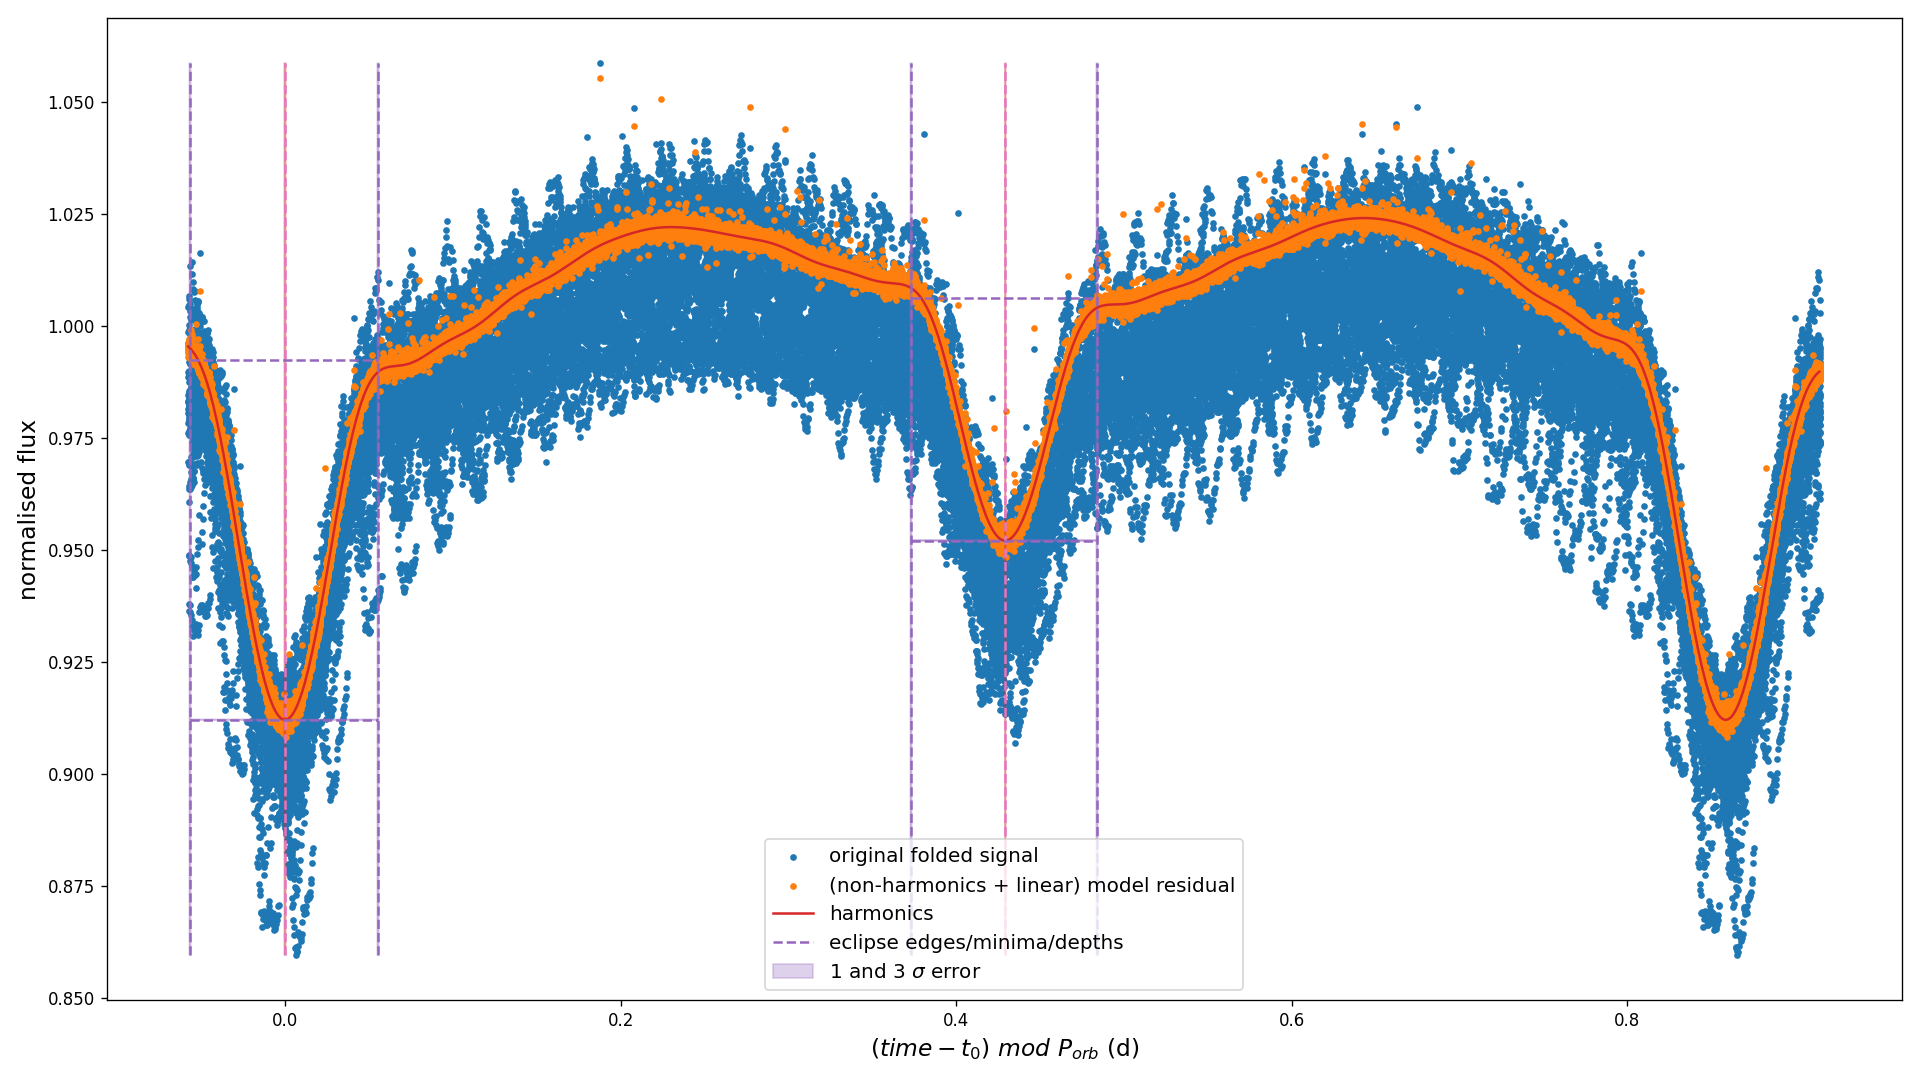 1.050
1.025
1.000
0.975
0.950
0.925
0.900
0.875
0.850
normalised flux
original folded signal
(non-harmonics + linear) model residual
harmonics
eclipse edges/minima/depths
1 and 3 σ error
0.0 0.2 0.4 0.6 0.8
(time − t₀) mod Pₒᵣb (d)